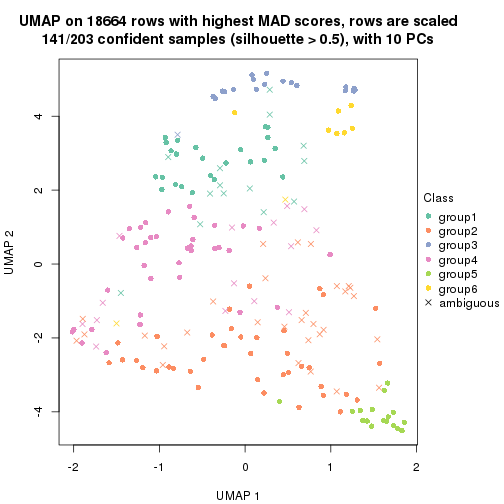 UMAP on 18664 rows with highest MAD scores, rows are scaled
141/203 confident samples (silhouette > 0.5), with 10 PCs
UMAP 2
4
2
0
-2
-4
-2
-1
0
1
2
UMAP 1
Class
group1
group2
group3
group4
group5
group6
ambiguous